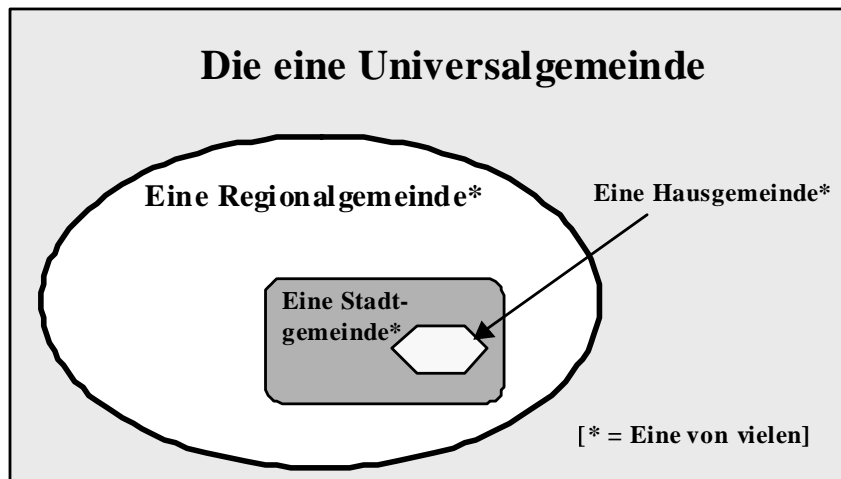 Die eine Universalgemeinde
Eine Regionalgemeinde*
Eine Hausgemeinde*
Eine Stadt-
gemeinde*
[* = Eine von vielen]